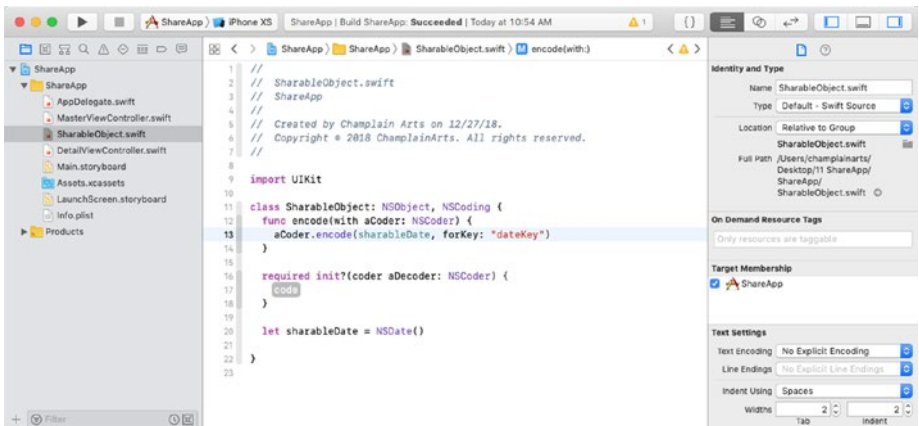 ShareApp
iPhone XS
ShareApp | Build ShareApp: Succeeded | Today at 10:54 AM
1
{}
ShareApp
ShareApp
SharableObject.swift
M
encode(with:)
ShareApp
ShareApp
AppDelegate.swift
MasterViewController.swift
SharableObject.swift
DetailViewController.swift
Main.storyboard
Assets.xcassets
LaunchScreen.storyboard
Info.plist
Products
Filter
1 //
2 // SharableObject.swift
3 // ShareApp
4 //
5 // Created by Champlain Arts on 12/27/18.
6 // Copyright © 2018 ChamplainArts. All rights reserved.
7 //
8
9 import UIKit
10
11 class SharableObject: NSObject, NSCoding {
12 func encode(with aCoder: NSCoder) {
13 aCoder.encode(sharableDate, forKey: "dateKey")
14 }
15
16 required init?(coder aDecoder: NSCoder) {
17 code
18 }
19
20 let sharableDate = NSDate()
21
22 }
23
Identity and Type
Name SharableObject.swift
Type Default - Swift Source
Location Relative to Group
SharableObject.swift
Full Path /Users/champlainarts/
Desktop/11 ShareApp/
ShareApp/
SharableObject.swift
On Demand Resource Tags
Only resources are taggable
Target Membership
ShareApp
Text Settings
Text Encoding No Explicit Encoding
Line Endings No Explicit Line Endings
Indent Using Spaces
Widths 2 2
Tab Indent